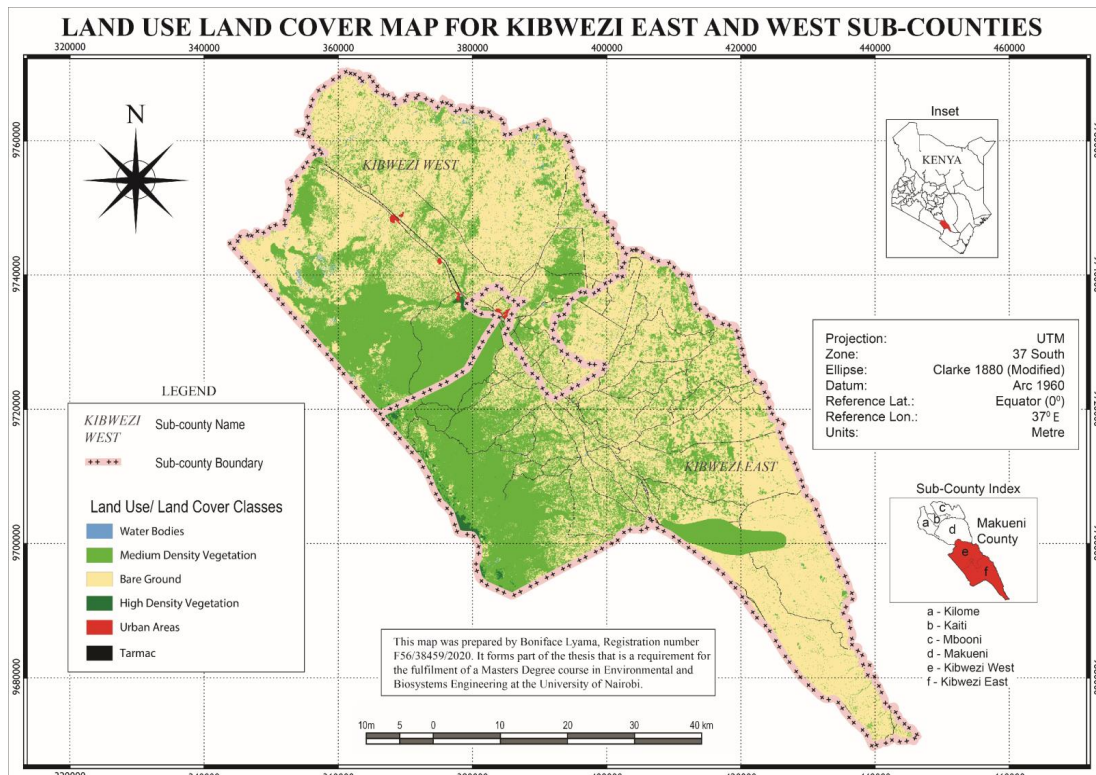 LAND USE LAND COVER MAP FOR KIBWEZI EAST AND WEST SUB-COUNTIES
320000 340000 360000 380000 400000 420000 440000 460000
N
9760000
9740000
9720000
9700000
9680000
KIBWEZI WEST
KIBWEZI EAST
Inset
KENYA
Projection: UTM
Zone: 37 South
Ellipse: Clarke 1880 (Modified)
Datum: Arc 1960
Reference Lat.: Equator (0⁰)
Reference Lon.: 37⁰ E
Units: Metre
LEGEND
KIBWEZI WEST Sub-county Name
Sub-county Boundary
Land Use/ Land Cover Classes
Water Bodies
Medium Density Vegetation
Bare Ground
High Density Vegetation
Urban Areas
Tarmac
Sub-County Index
Makueni
County
a
b
c
d
e
f
a - Kilome
b - Kaiti
c - Mbooni
d - Makueni
e - Kibwezi West
f - Kibwezi East
This map was prepared by Boniface Lyama, Registration number
F56/38459/2020. It forms part of the thesis that is a requirement for
the fulfilment of a Masters Degree course in Environmental and
Biosystems Engineering at the University of Nairobi.
10m 5 0 10 20 30 40 km